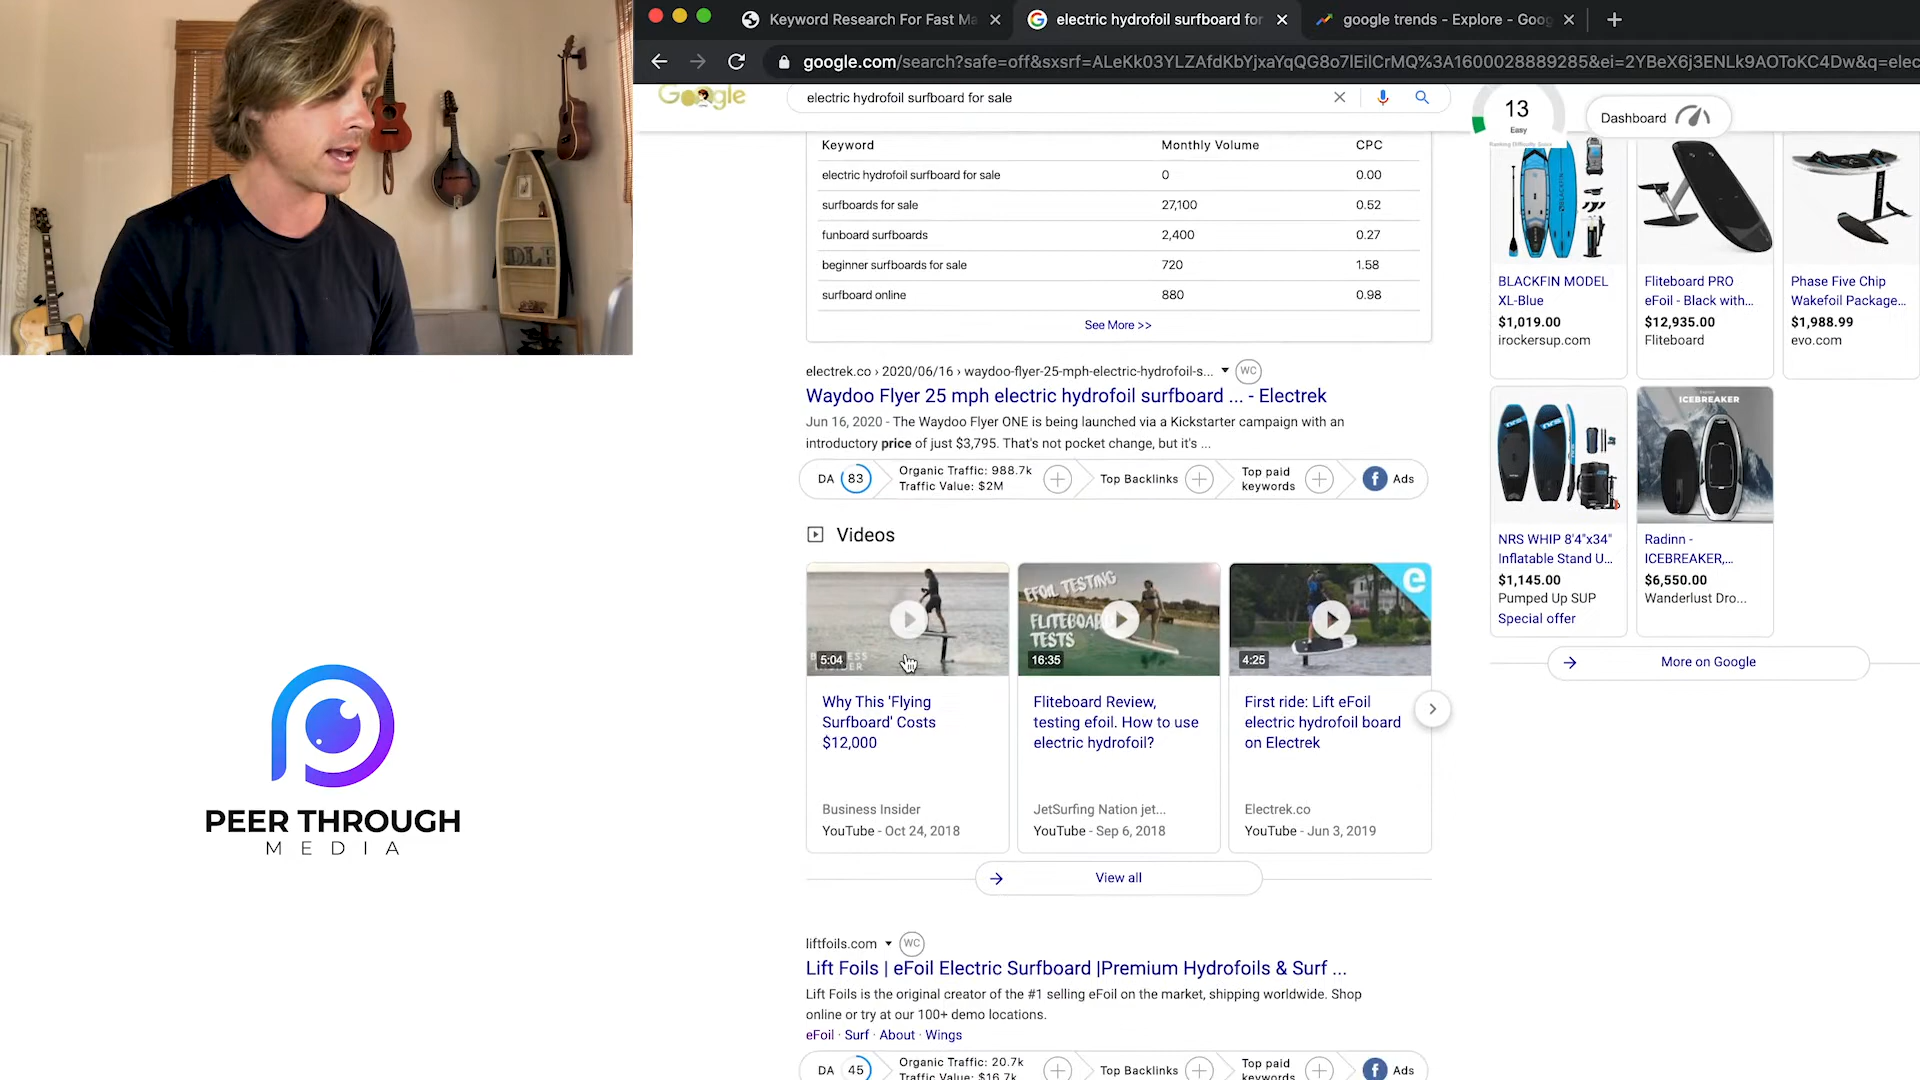 Keyword Research For Fast Ma
electric hydrofoil surfboard for
google trends - Explore - Goog
google.com/search?safe=off&sxsrf=ALeKk03YLZAfdKbYjxaYqQG8o7lEilCrMQ%3A1600028889285&ei=2YBeX6j3ENLk9AOToKC4Dw&q=elec
Google
electric hydrofoil surfboard for sale
13
Easy
Dashboard
Keyword Monthly Volume CPC
electric hydrofoil surfboard for sale 0 0.00
surfboards for sale 27,100 0.52
funboard surfboards 2,400 0.27
beginner surfboards for sale 720 1.58
surfboard online 880 0.98
See More >>
electrek.co › 2020/06/16 › waydoo-flyer-25-mph-electric-hydrofoil-s... WC
Waydoo Flyer 25 mph electric hydrofoil surfboard ... - Electrek
Jun 16, 2020 - The Waydoo Flyer ONE is being launched via a Kickstarter campaign with an
introductory price of just $3,795. That's not pocket change, but it's ...
DA 83
Organic Traffic: 988.7k
Traffic Value: $2M
Top Backlinks
Top paid
keywords
f Ads
Videos
5:04
Why This 'Flying
Surfboard' Costs
$12,000
Business Insider
YouTube - Oct 24, 2018
EFOIL TESTING
FLITEBOARD
TESTS
16:35
Fliteboard Review,
testing efoil. How to use
electric hydrofoil?
JetSurfing Nation jet...
YouTube - Sep 6, 2018
e
4:25
First ride: Lift eFoil
electric hydrofoil board
on Electrek
Electrek.co
YouTube - Jun 3, 2019
View all
liftfoils.com WC
Lift Foils | eFoil Electric Surfboard |Premium Hydrofoils & Surf ...
Lift Foils is the original creator of the #1 selling eFoil on the market, shipping worldwide. Shop
online or try at our 100+ demo locations.
eFoil · Surf · About · Wings
DA 45
Organic Traffic: 20.7k
Traffic Value: $16.7k
Top Backlinks
Top paid
keywords
f Ads
BLACKFIN MODEL
XL-Blue
$1,019.00
irockersup.com
Fliteboard PRO
eFoil - Black with...
$12,935.00
Fliteboard
Phase Five Chip
Wakefoil Package...
$1,988.99
evo.com
NRS WHIP 8'4"x34"
Inflatable Stand U...
$1,145.00
Pumped Up SUP
Special offer
ICEBREAKER
Radinn -
ICEBREAKER,...
$6,550.00
Wanderlust Dro...
More on Google
PEER THROUGH
MEDIA